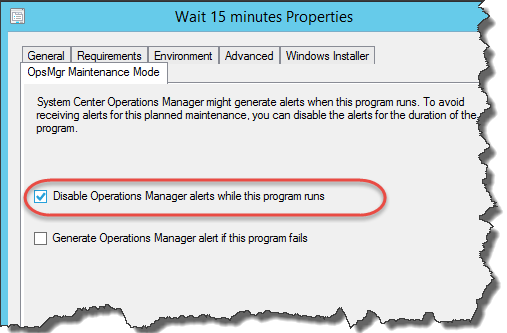 Wait 15 minutes Properties
General Requirements Environment Advanced Windows Installer
OpsMgr Maintenance Mode
System Center Operations Manager might generate alerts when this program runs. To avoid
receiving alerts for this planned maintenance, you can disable the alerts for the duration of the
program.
Disable Operations Manager alerts while this program runs
Generate Operations Manager alert if this program fails